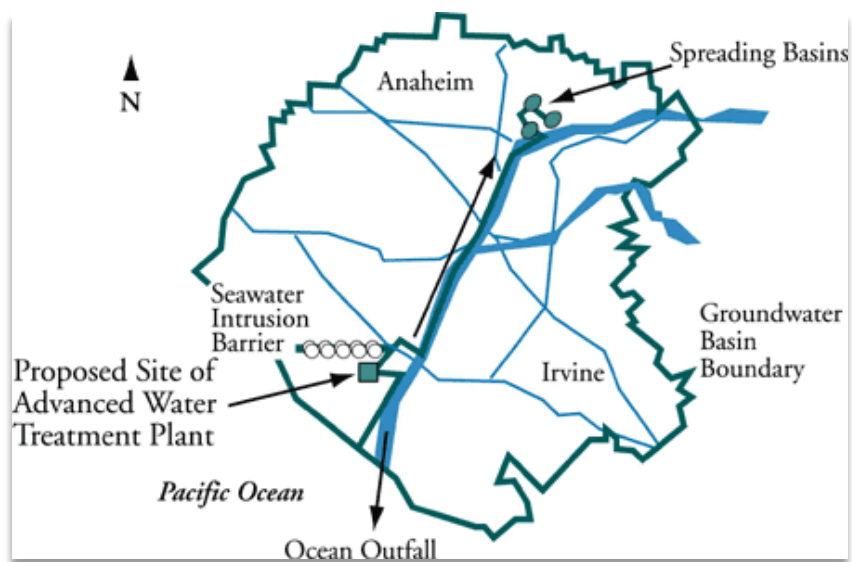 Spreading Basins
Anaheim
N
Seawater
Intrusion
Barrier
Groundwater
Basin
Boundary
Proposed Site of
Advanced Water
Treatment Plant
Irvine
Pacific Ocean
Ocean Outfall